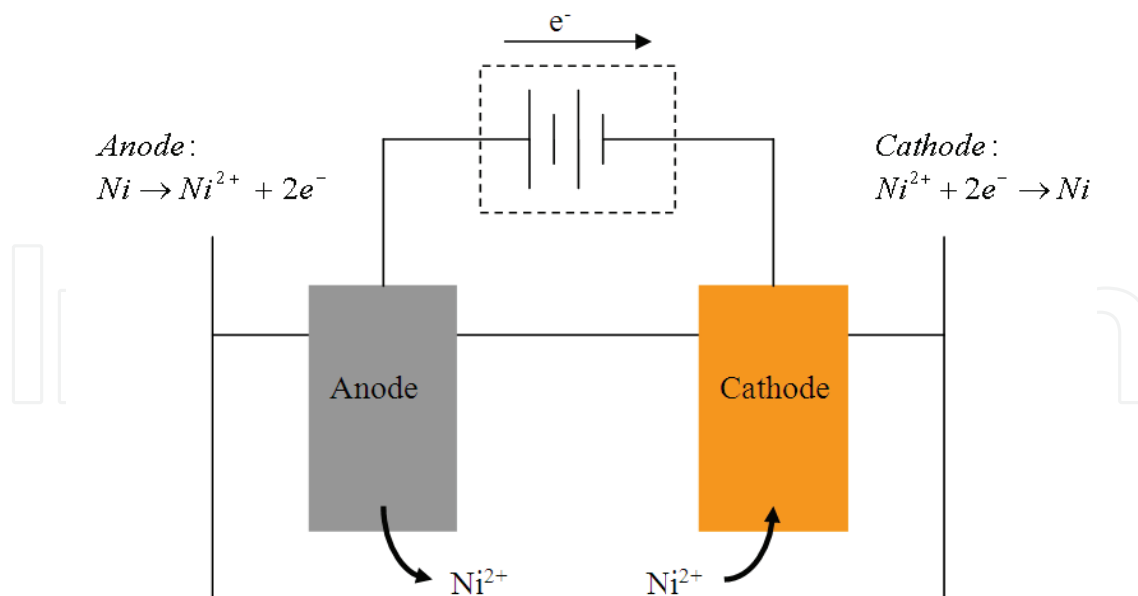 e⁻
Anode:
Ni → Ni²⁺ + 2e⁻
Cathode:
Ni²⁺ + 2e⁻ → Ni
Anode
Cathode
Ni²⁺
Ni²⁺